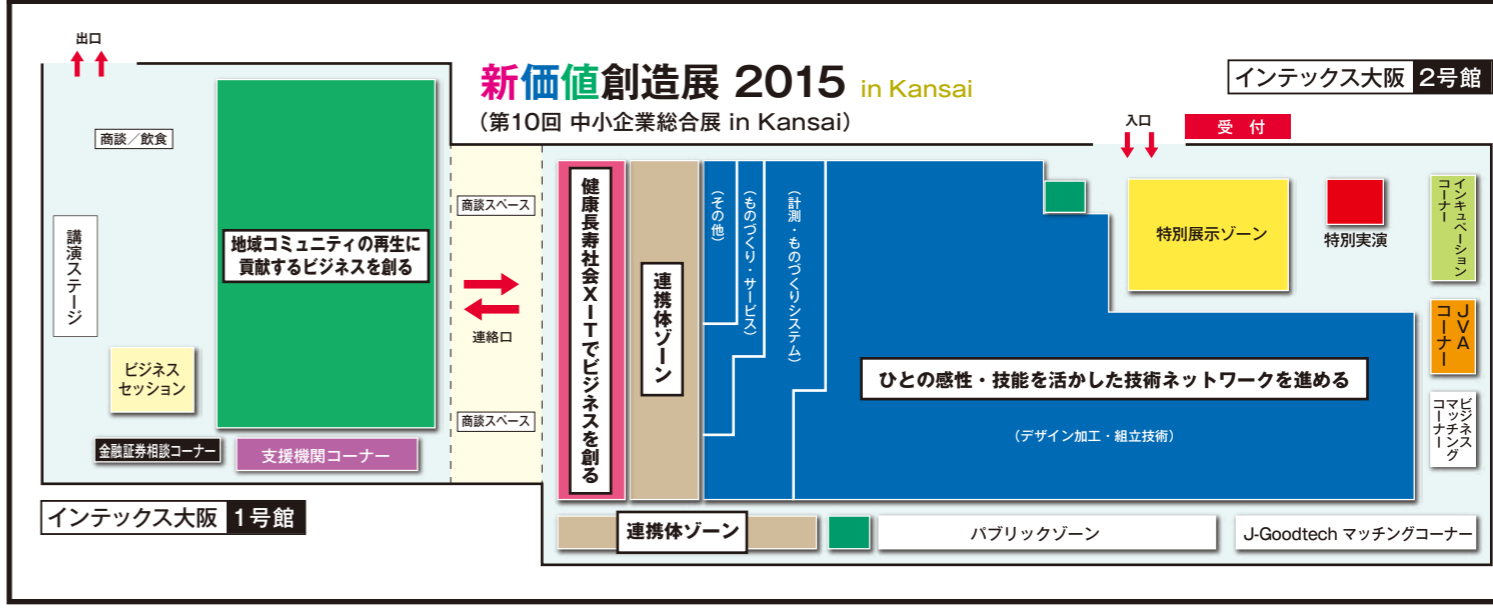 出口
新価値創造展 2015 in Kansai
(第10回 中小企業総合展 in Kansai)
インテックス大阪 2号館
入口
受 付
商談/飲食
講演ステージ
地域コミュニティの再生に
貢献するビジネスを創る
ビジネス
セッション
金融証券相談コーナー
支援機関コーナー
インテックス大阪 1号館
商談スペース
連絡口
商談スペース
健康長寿社会XITでビジネスを創る
連携体ゾーン
(その他)
(ものづくり・サービス)
(計測・ものづくりシステム)
ひとの感性・技能を活かした技術ネットワークを進める
(デザイン加工・組立技術)
特別展示ゾーン
特別実演
インキュベーション
コーナー
JVA
コーナー
ビジネス
マッチング
コーナー
連携体ゾーン
パブリックゾーン
J-Goodtech マッチングコーナー